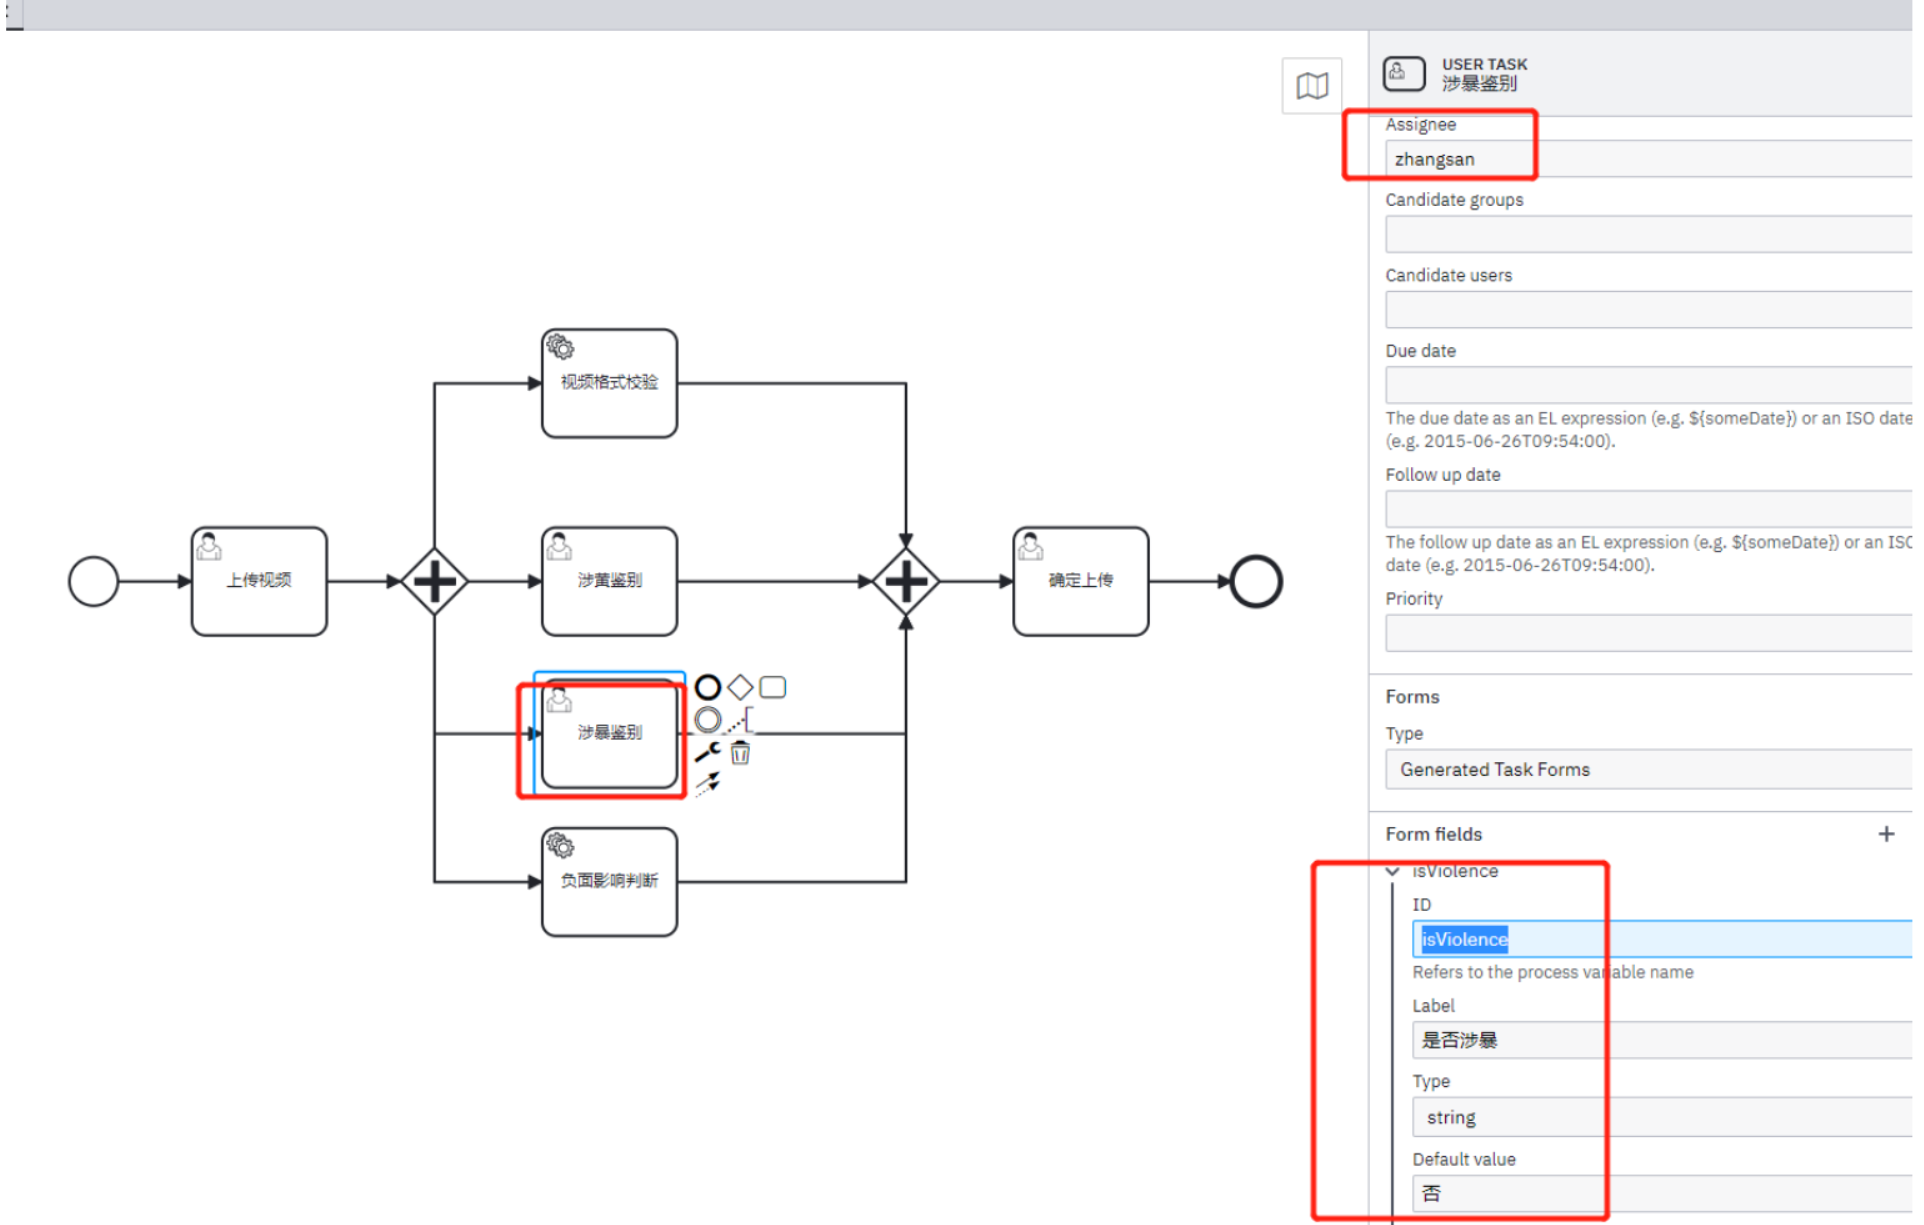 视频格式校验
上传视频
涉黄鉴别
确定上传
涉暴鉴别
负面影响判断
USER TASK
涉暴鉴别
Assignee
zhangsan
Candidate groups
Candidate users
Due date
The due date as an EL expression (e.g. ${someDate}) or an ISO date
(e.g. 2015-06-26T09:54:00).
Follow up date
The follow up date as an EL expression (e.g. ${someDate}) or an ISO
date (e.g. 2015-06-26T09:54:00).
Priority
Forms
Type
Generated Task Forms
Form fields
isViolence
ID
isViolence
Refers to the process variable name
Label
是否涉暴
Type
string
Default value
否